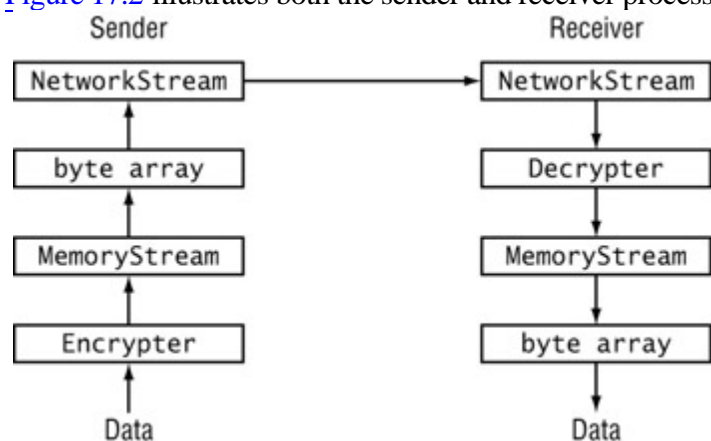 Figure 17.2 illustrates both the sender and receiver process
Sender Receiver
NetworkStream NetworkStream
byte array Decrypter
MemoryStream MemoryStream
Encrypter byte array
Data Data